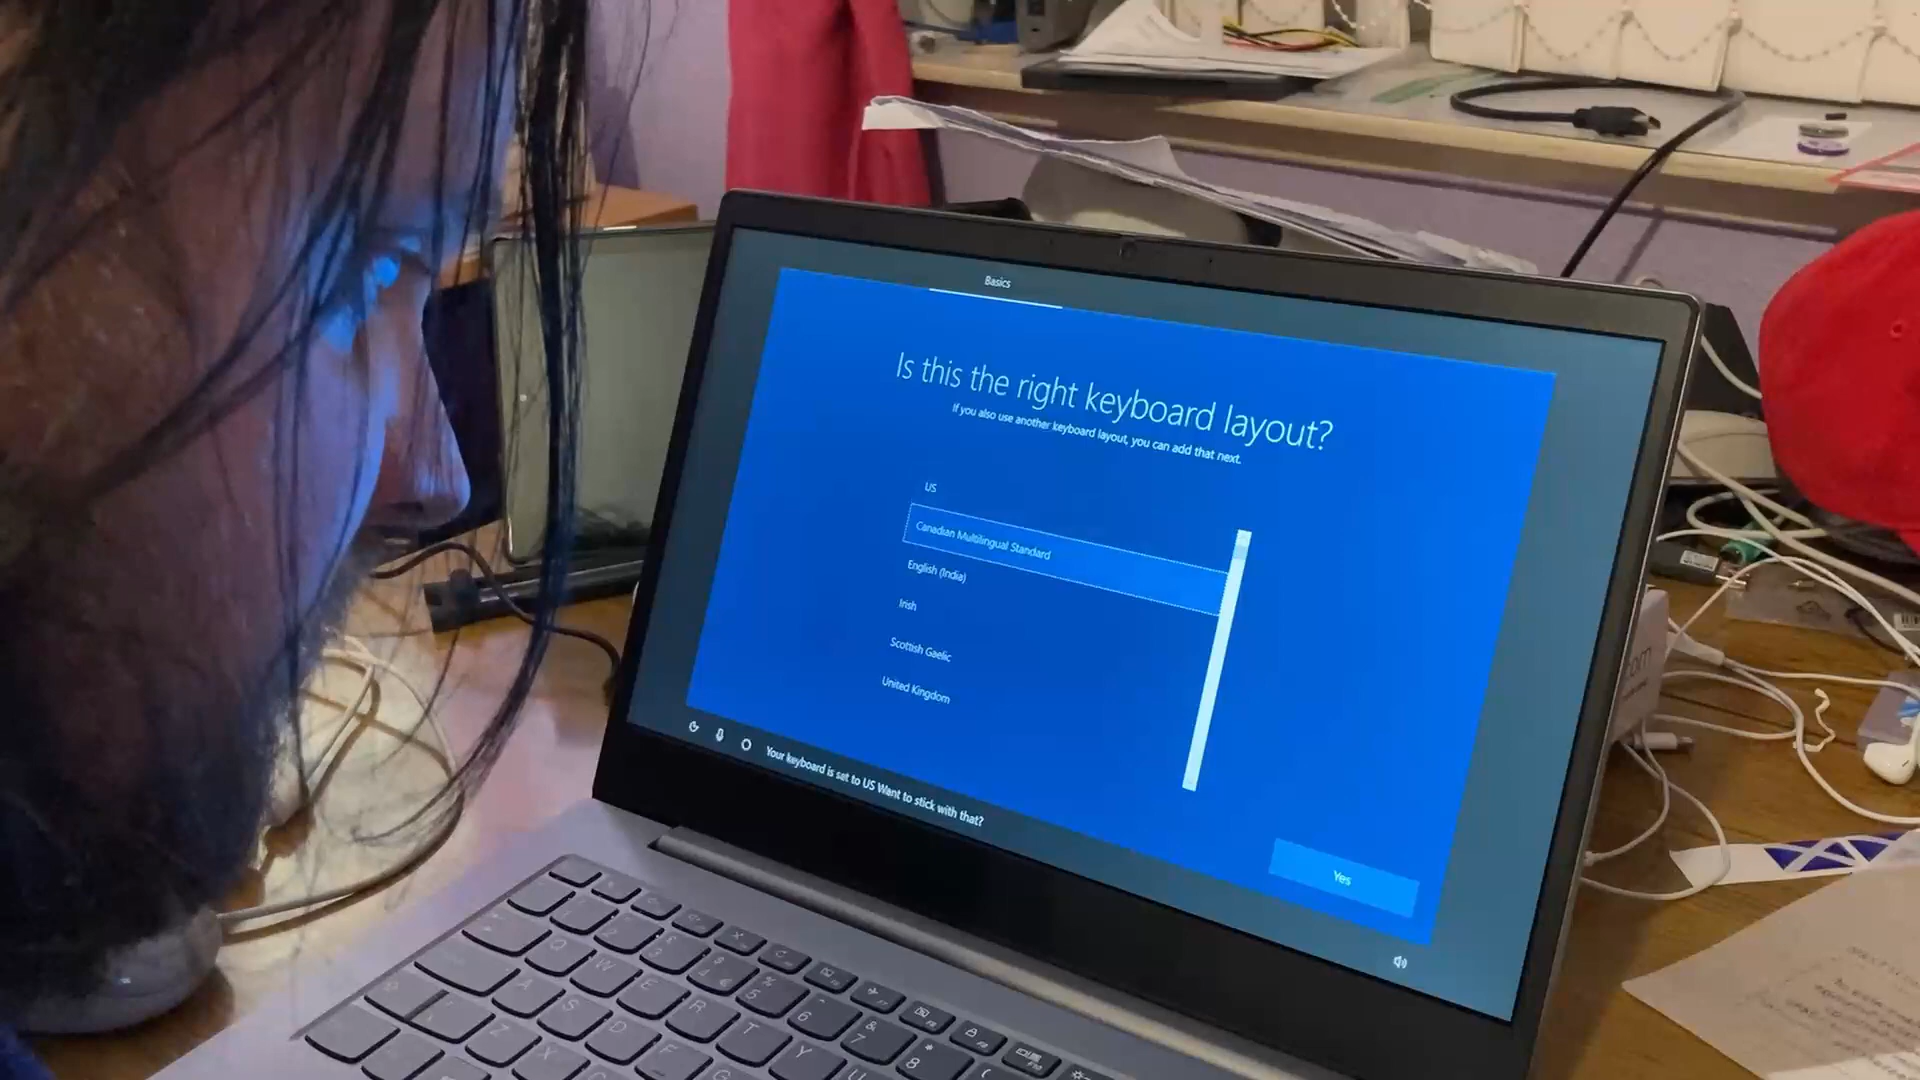 Basics
Is this the right keyboard layout?
If you also use another keyboard layout, you can add that next.
US
Canadian Multilingual Standard
English (India)
Irish
Scottish Gaelic
United Kingdom
Yes
Your keyboard is set to US Want to stick with that?
Q W E R T Y U
A S D F G
Z X C